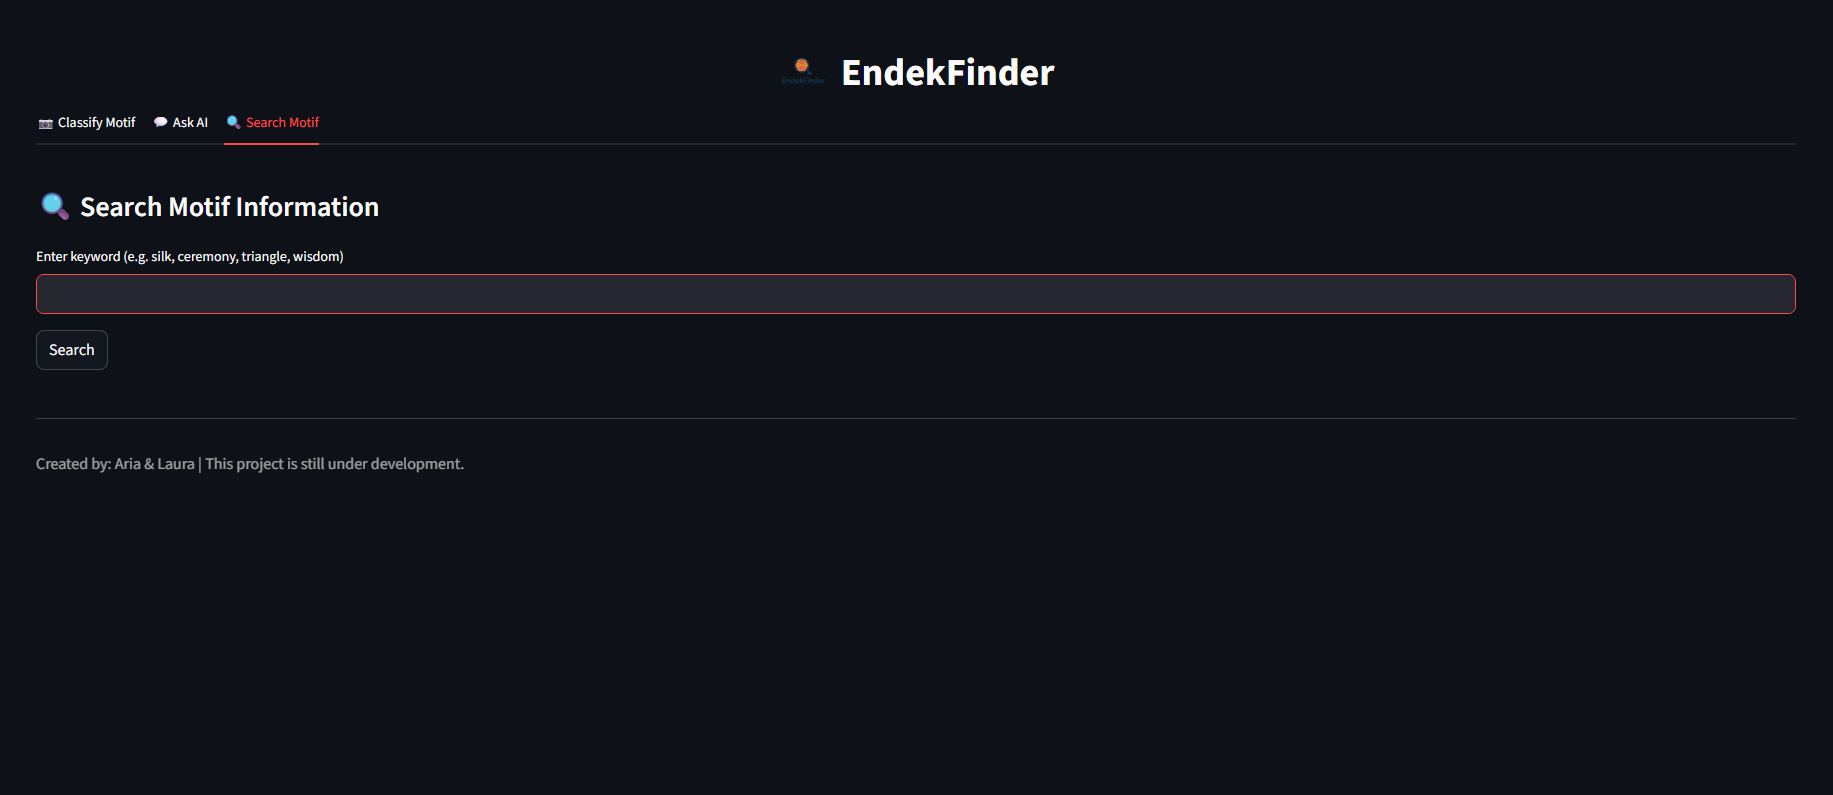 EndekFinder
EndekFinder
Classify Motif
Ask AI
Search Motif
Search Motif Information
Enter keyword (e.g. silk, ceremony, triangle, wisdom)
Search
Created by: Aria & Laura | This project is still under development.